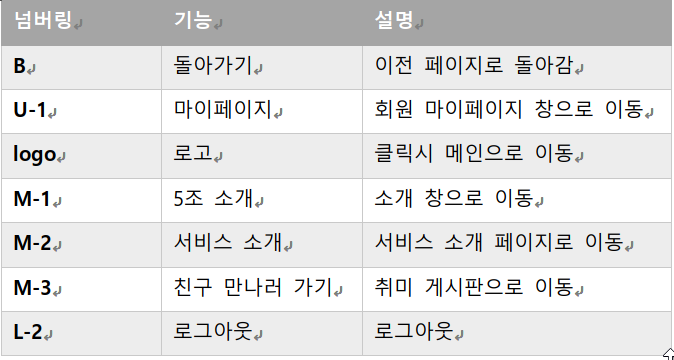 넘버링 기능 설명
B 돌아가기 이전 페이지로 돌아감
U-1 마이페이지 회원 마이페이지 창으로 이동
logo 로고 클릭시 메인으로 이동
M-1 5조 소개 소개 창으로 이동
M-2 서비스 소개 서비스 소개 페이지로 이동
M-3 친구 만나러 가기 취미 게시판으로 이동
L-2 로그아웃 로그아웃